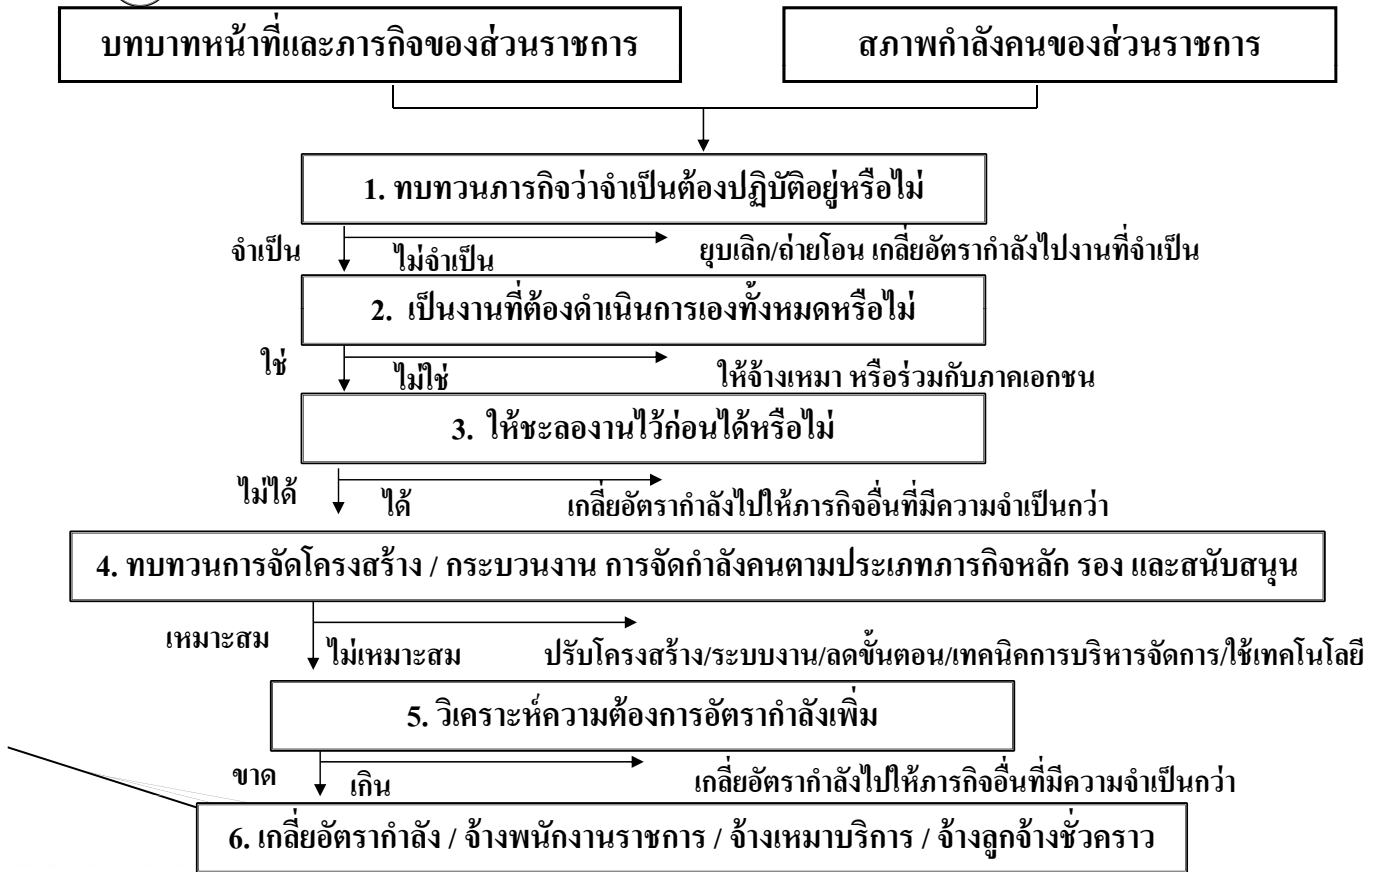 บทบาทหน้าที่และภารกิจของส่วนราชการ
สภาพกำลังคนของส่วนราชการ
1. ทบทวนภารกิจว่าจำเป็นต้องปฏิบัติอยู่หรือไม่
จำเป็น
ไม่จำเป็น
ยุบเลิก/ถ่ายโอน เกลี่ยอัตรากำลังไปงานที่จำเป็น
2. เป็นงานที่ต้องดำเนินการเองทั้งหมดหรือไม่
ใช่
ไม่ใช่
ให้จ้างเหมา หรือร่วมกับภาคเอกชน
3. ให้ชะลองานไว้ก่อนได้หรือไม่
ไม่ได้
ได้
เกลี่ยอัตรากำลังไปให้ภารกิจอื่นที่มีความจำเป็นกว่า
4. ทบทวนการจัดโครงสร้าง / กระบวนงาน การจัดกำลังคนตามประเภทภารกิจหลัก รอง และสนับสนุน
เหมาะสม
ไม่เหมาะสม
ปรับโครงสร้าง/ระบบงาน/ลดขั้นตอน/เทคนิคการบริหารจัดการ/ใช้เทคโนโลยี
5. วิเคราะห์ความต้องการอัตรากำลังเพิ่ม
ขาด
เกิน
เกลี่ยอัตรากำลังไปให้ภารกิจอื่นที่มีความจำเป็นกว่า
6. เกลี่ยอัตรากำลัง / จ้างพนักงานราชการ / จ้างเหมาบริการ / จ้างลูกจ้างชั่วคราว